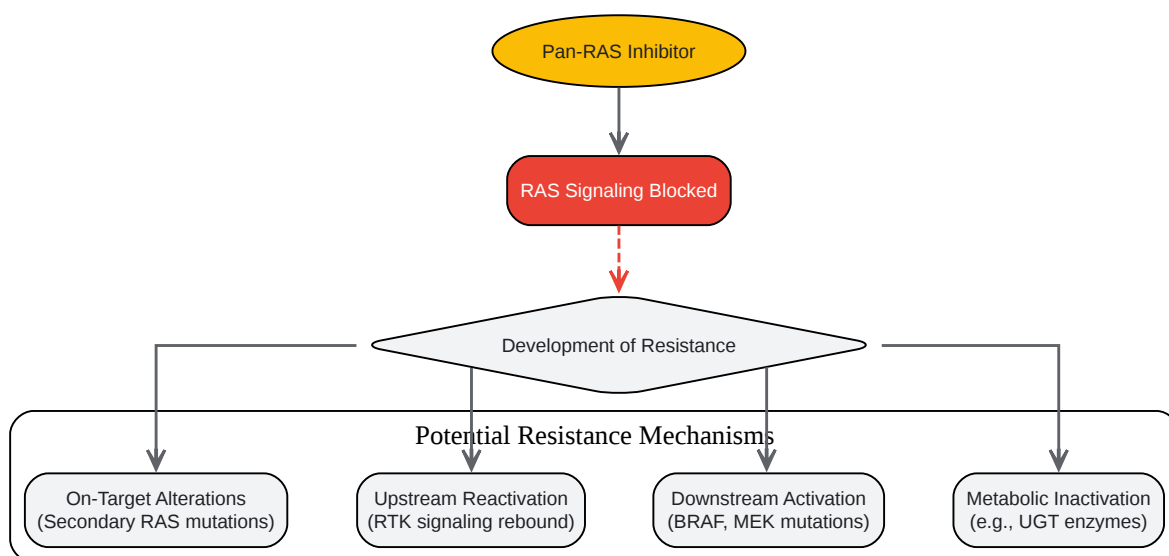 Pan-RAS Inhibitor
RAS Signaling Blocked
Development of Resistance
Potential Resistance Mechanisms
On-Target Alterations
(Secondary RAS mutations)
Upstream Reactivation
(RTK signaling rebound)
Downstream Activation
(BRAF, MEK mutations)
Metabolic Inactivation
(e.g., UGT enzymes)